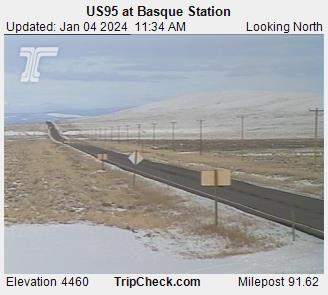 US95 at Basque Station
Updated: Jan 04 2024 11:34 AM Looking North
Elevation 4460 TripCheck.com Milepost 91.62